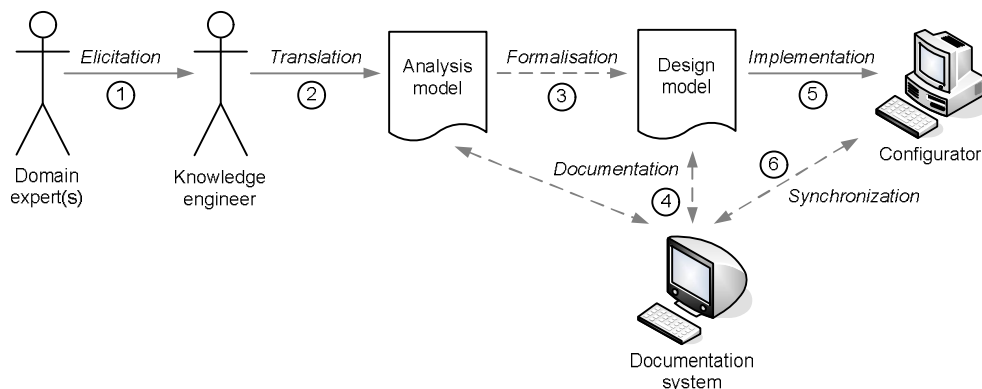 Elicitation
1
Translation
2
Analysis
model
Formalisation
3
Design
model
Implementation
5
Domain
expert(s)
Knowledge
engineer
Documentation
4
6
Synchronization
Configurator
Documentation
system